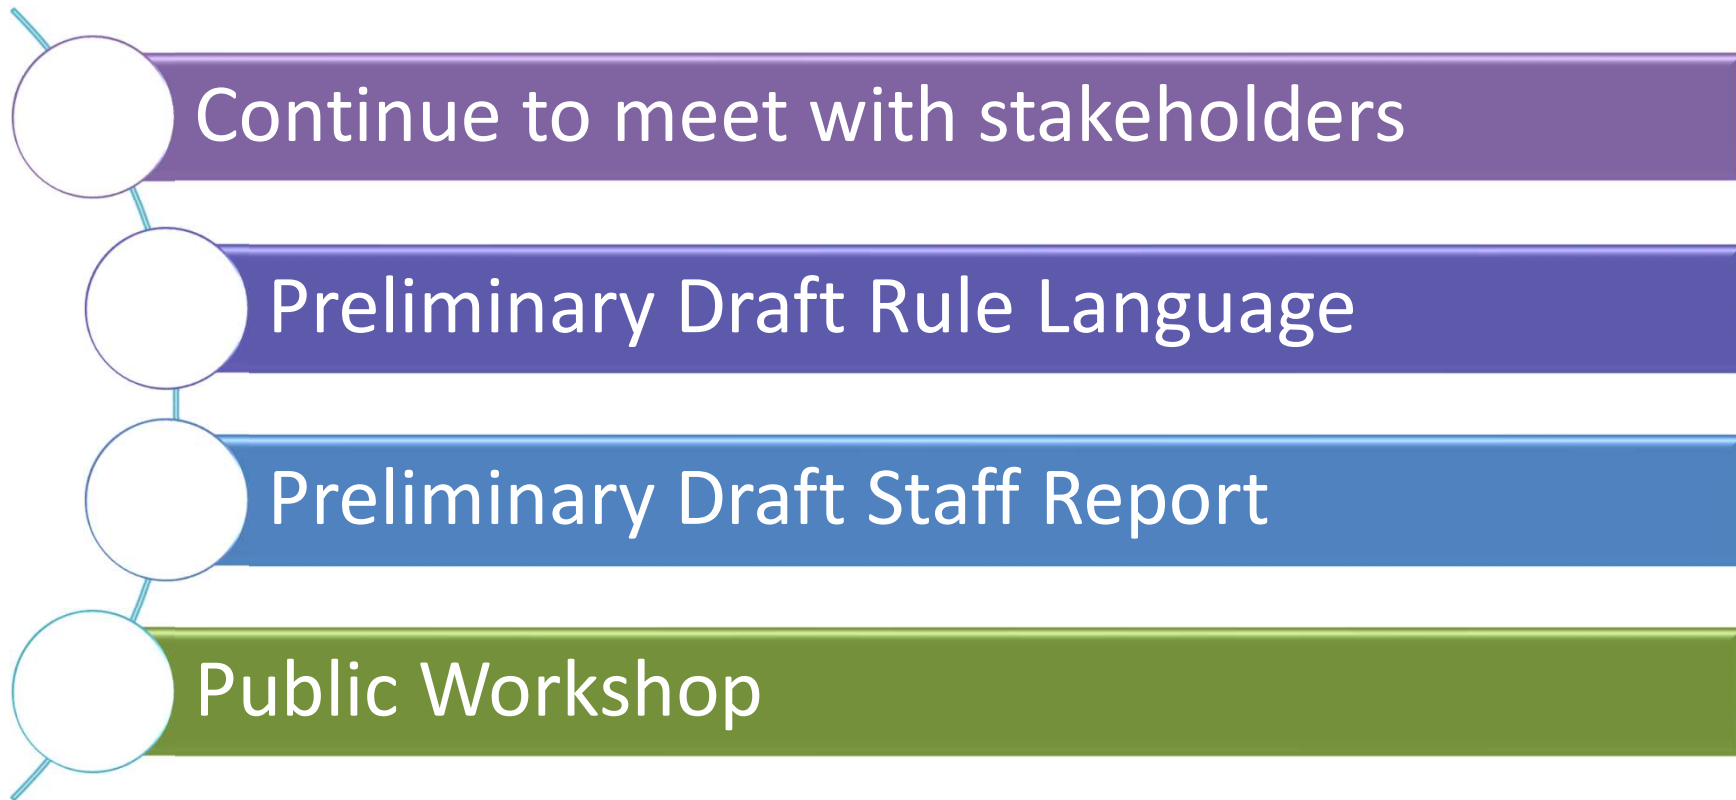 Continue to meet with stakeholders
Preliminary Draft Rule Language
Preliminary Draft Staff Report
Public Workshop